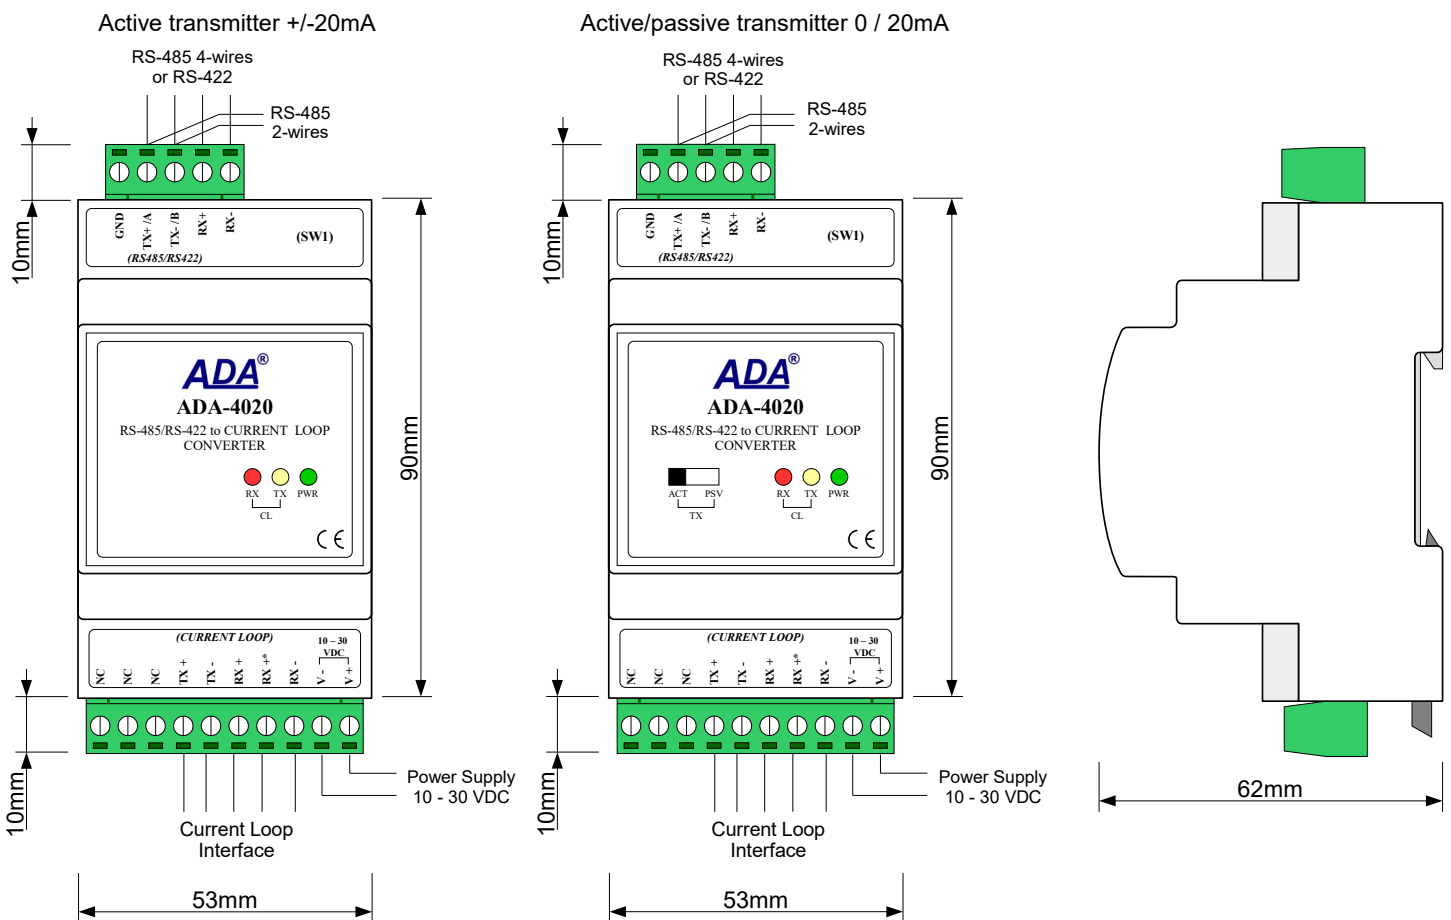 Active transmitter +/-20mA
RS-485 4-wires
or RS-422
RS-485
2-wires
10mm
GND
TX+ /A
TX- /B
RX+
RX-
(SW1)
(RS485/RS422)
ADA®
ADA-4020
RS-485/RS-422 to CURRENT LOOP
CONVERTER
RX TX PWR
CL
CE
90mm
(CURRENT LOOP)
10 – 30
VDC
NC
NC
NC
TX +
TX -
RX +
RX +*
RX -
V -
V +
10mm
Power Supply
10 - 30 VDC
Current Loop
Interface
53mm
Active/passive transmitter 0 / 20mA
RS-485 4-wires
or RS-422
RS-485
2-wires
10mm
GND
TX+ /A
TX- /B
RX+
RX-
(SW1)
(RS485/RS422)
ADA®
ADA-4020
RS-485/RS-422 to CURRENT LOOP
CONVERTER
ACT PSV
TX
RX TX PWR
CL
CE
90mm
(CURRENT LOOP)
10 – 30
VDC
NC
NC
NC
TX +
TX -
RX +
RX +*
RX -
V -
V +
10mm
Power Supply
10 - 30 VDC
Current Loop
Interface
53mm
62mm